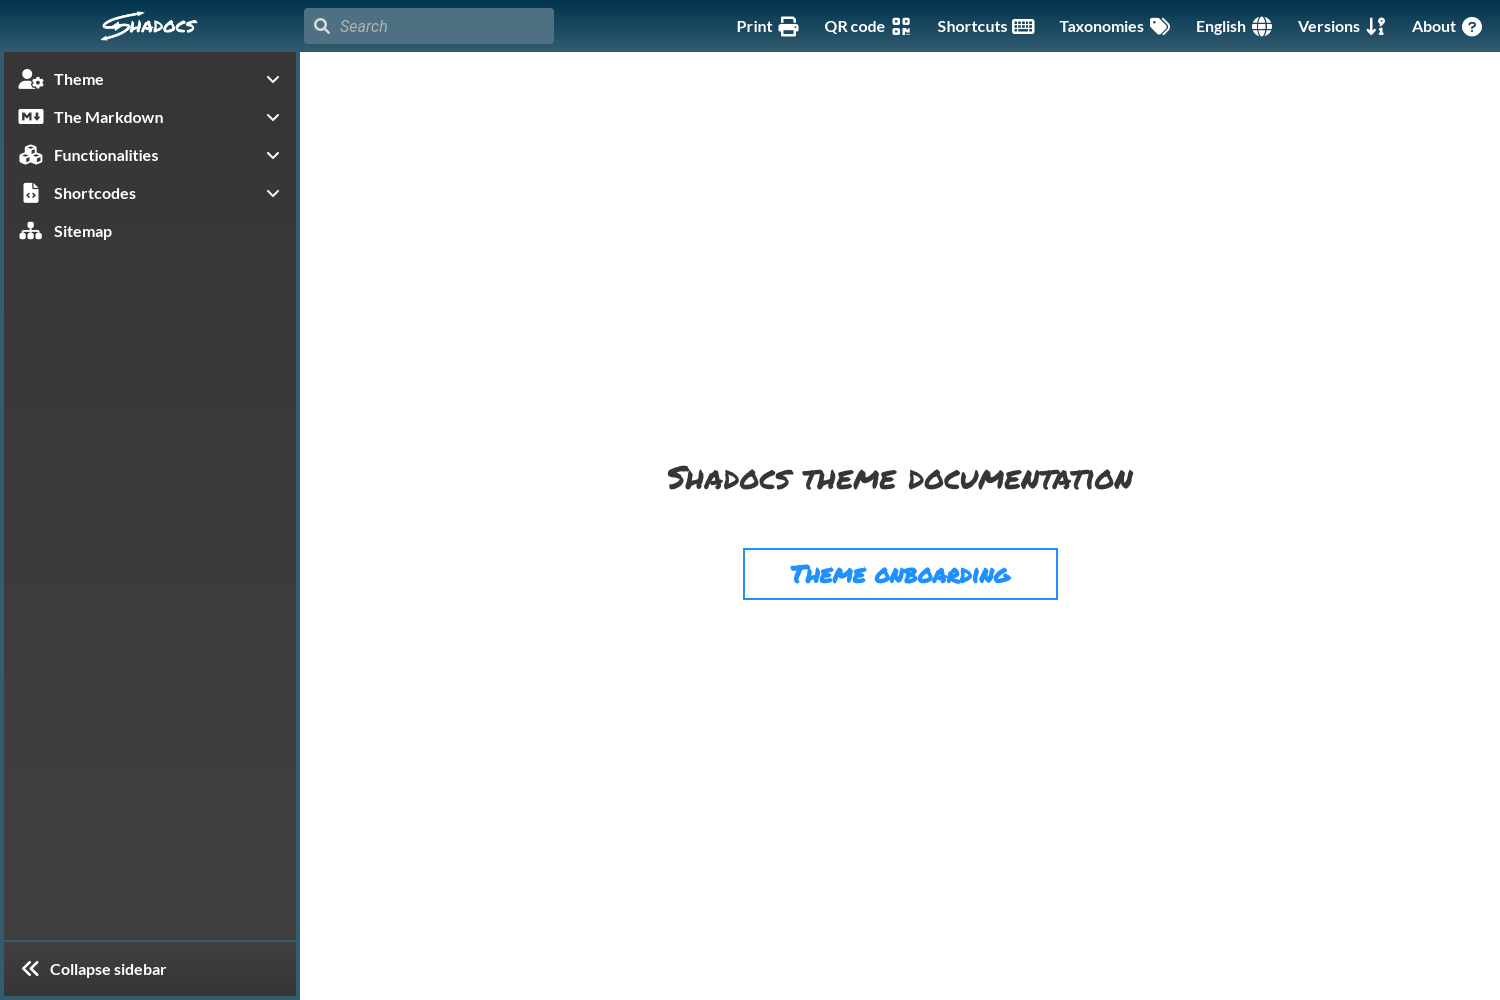 Shadocs
Search
Print
QR code
Shortcuts
Taxonomies
English
Versions
About
Theme
The Markdown
Functionalities
Shortcodes
Sitemap
Shadocs theme documentation
Theme onboarding
Collapse sidebar